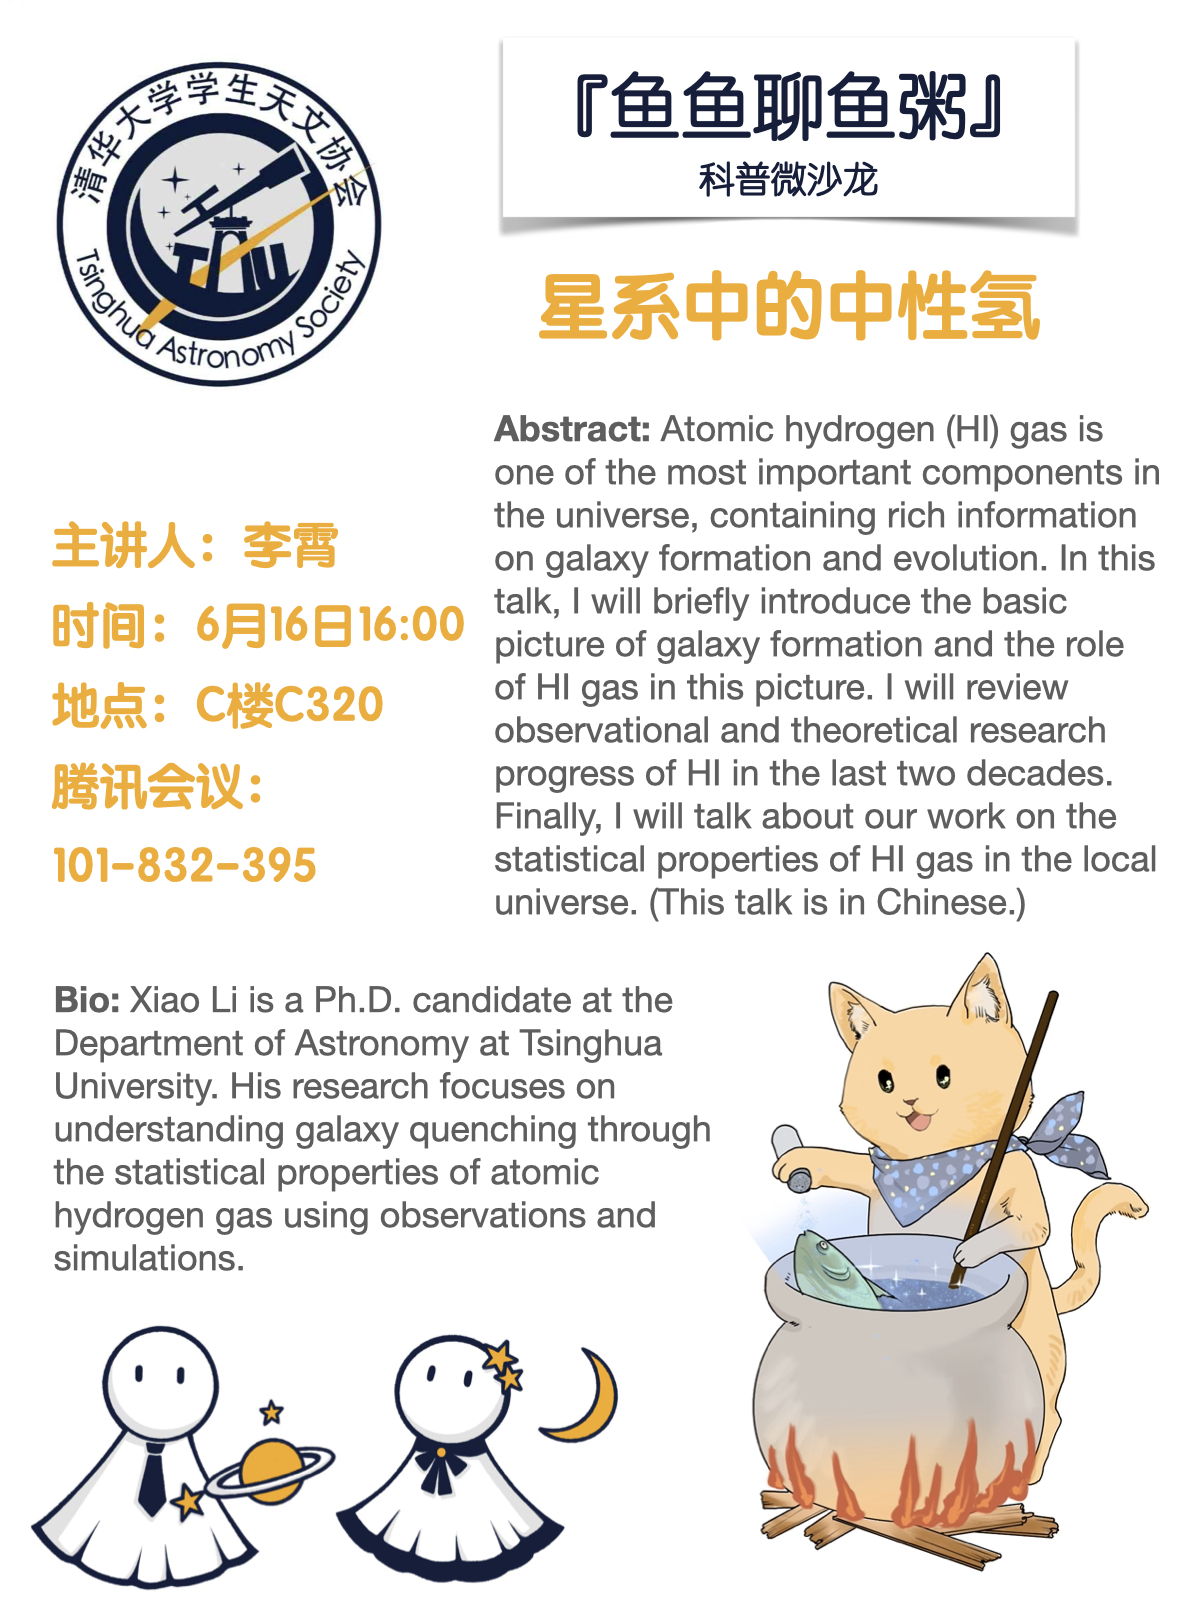 清华大学学生天文协会
Tsinghua Astronomy Society
『鱼鱼聊鱼粥』
科普微沙龙
星系中的中性氢
主讲人：李霄
时间：6月16日16:00
地点：C楼C320
腾讯会议：
101-832-395
Abstract: Atomic hydrogen (HI) gas is
one of the most important components in
the universe, containing rich information
on galaxy formation and evolution. In this
talk, I will briefly introduce the basic
picture of galaxy formation and the role
of HI gas in this picture. I will review
observational and theoretical research
progress of HI in the last two decades.
Finally, I will talk about our work on the
statistical properties of HI gas in the local
universe. (This talk is in Chinese.)
Bio: Xiao Li is a Ph.D. candidate at the
Department of Astronomy at Tsinghua
University. His research focuses on
understanding galaxy quenching through
the statistical properties of atomic
hydrogen gas using observations and
simulations.